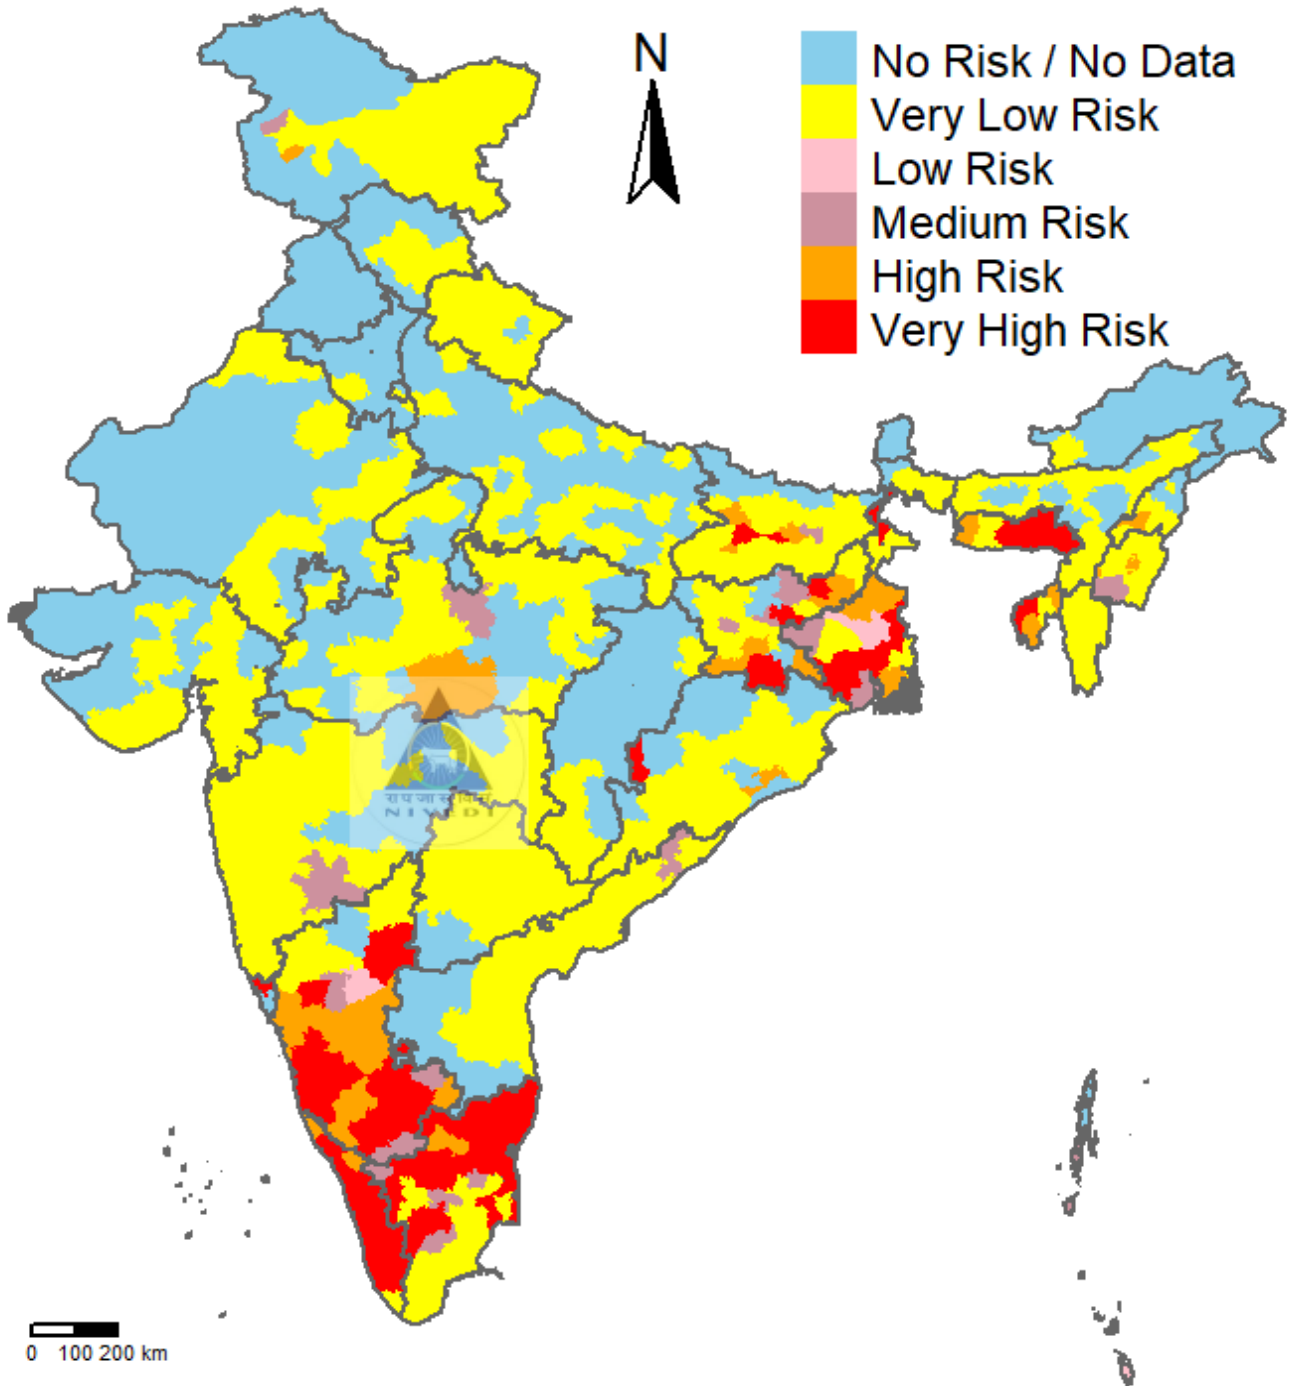 N
No Risk / No Data
Very Low Risk
Low Risk
Medium Risk
High Risk
Very High Risk
NIVEDI
0 100 200 km